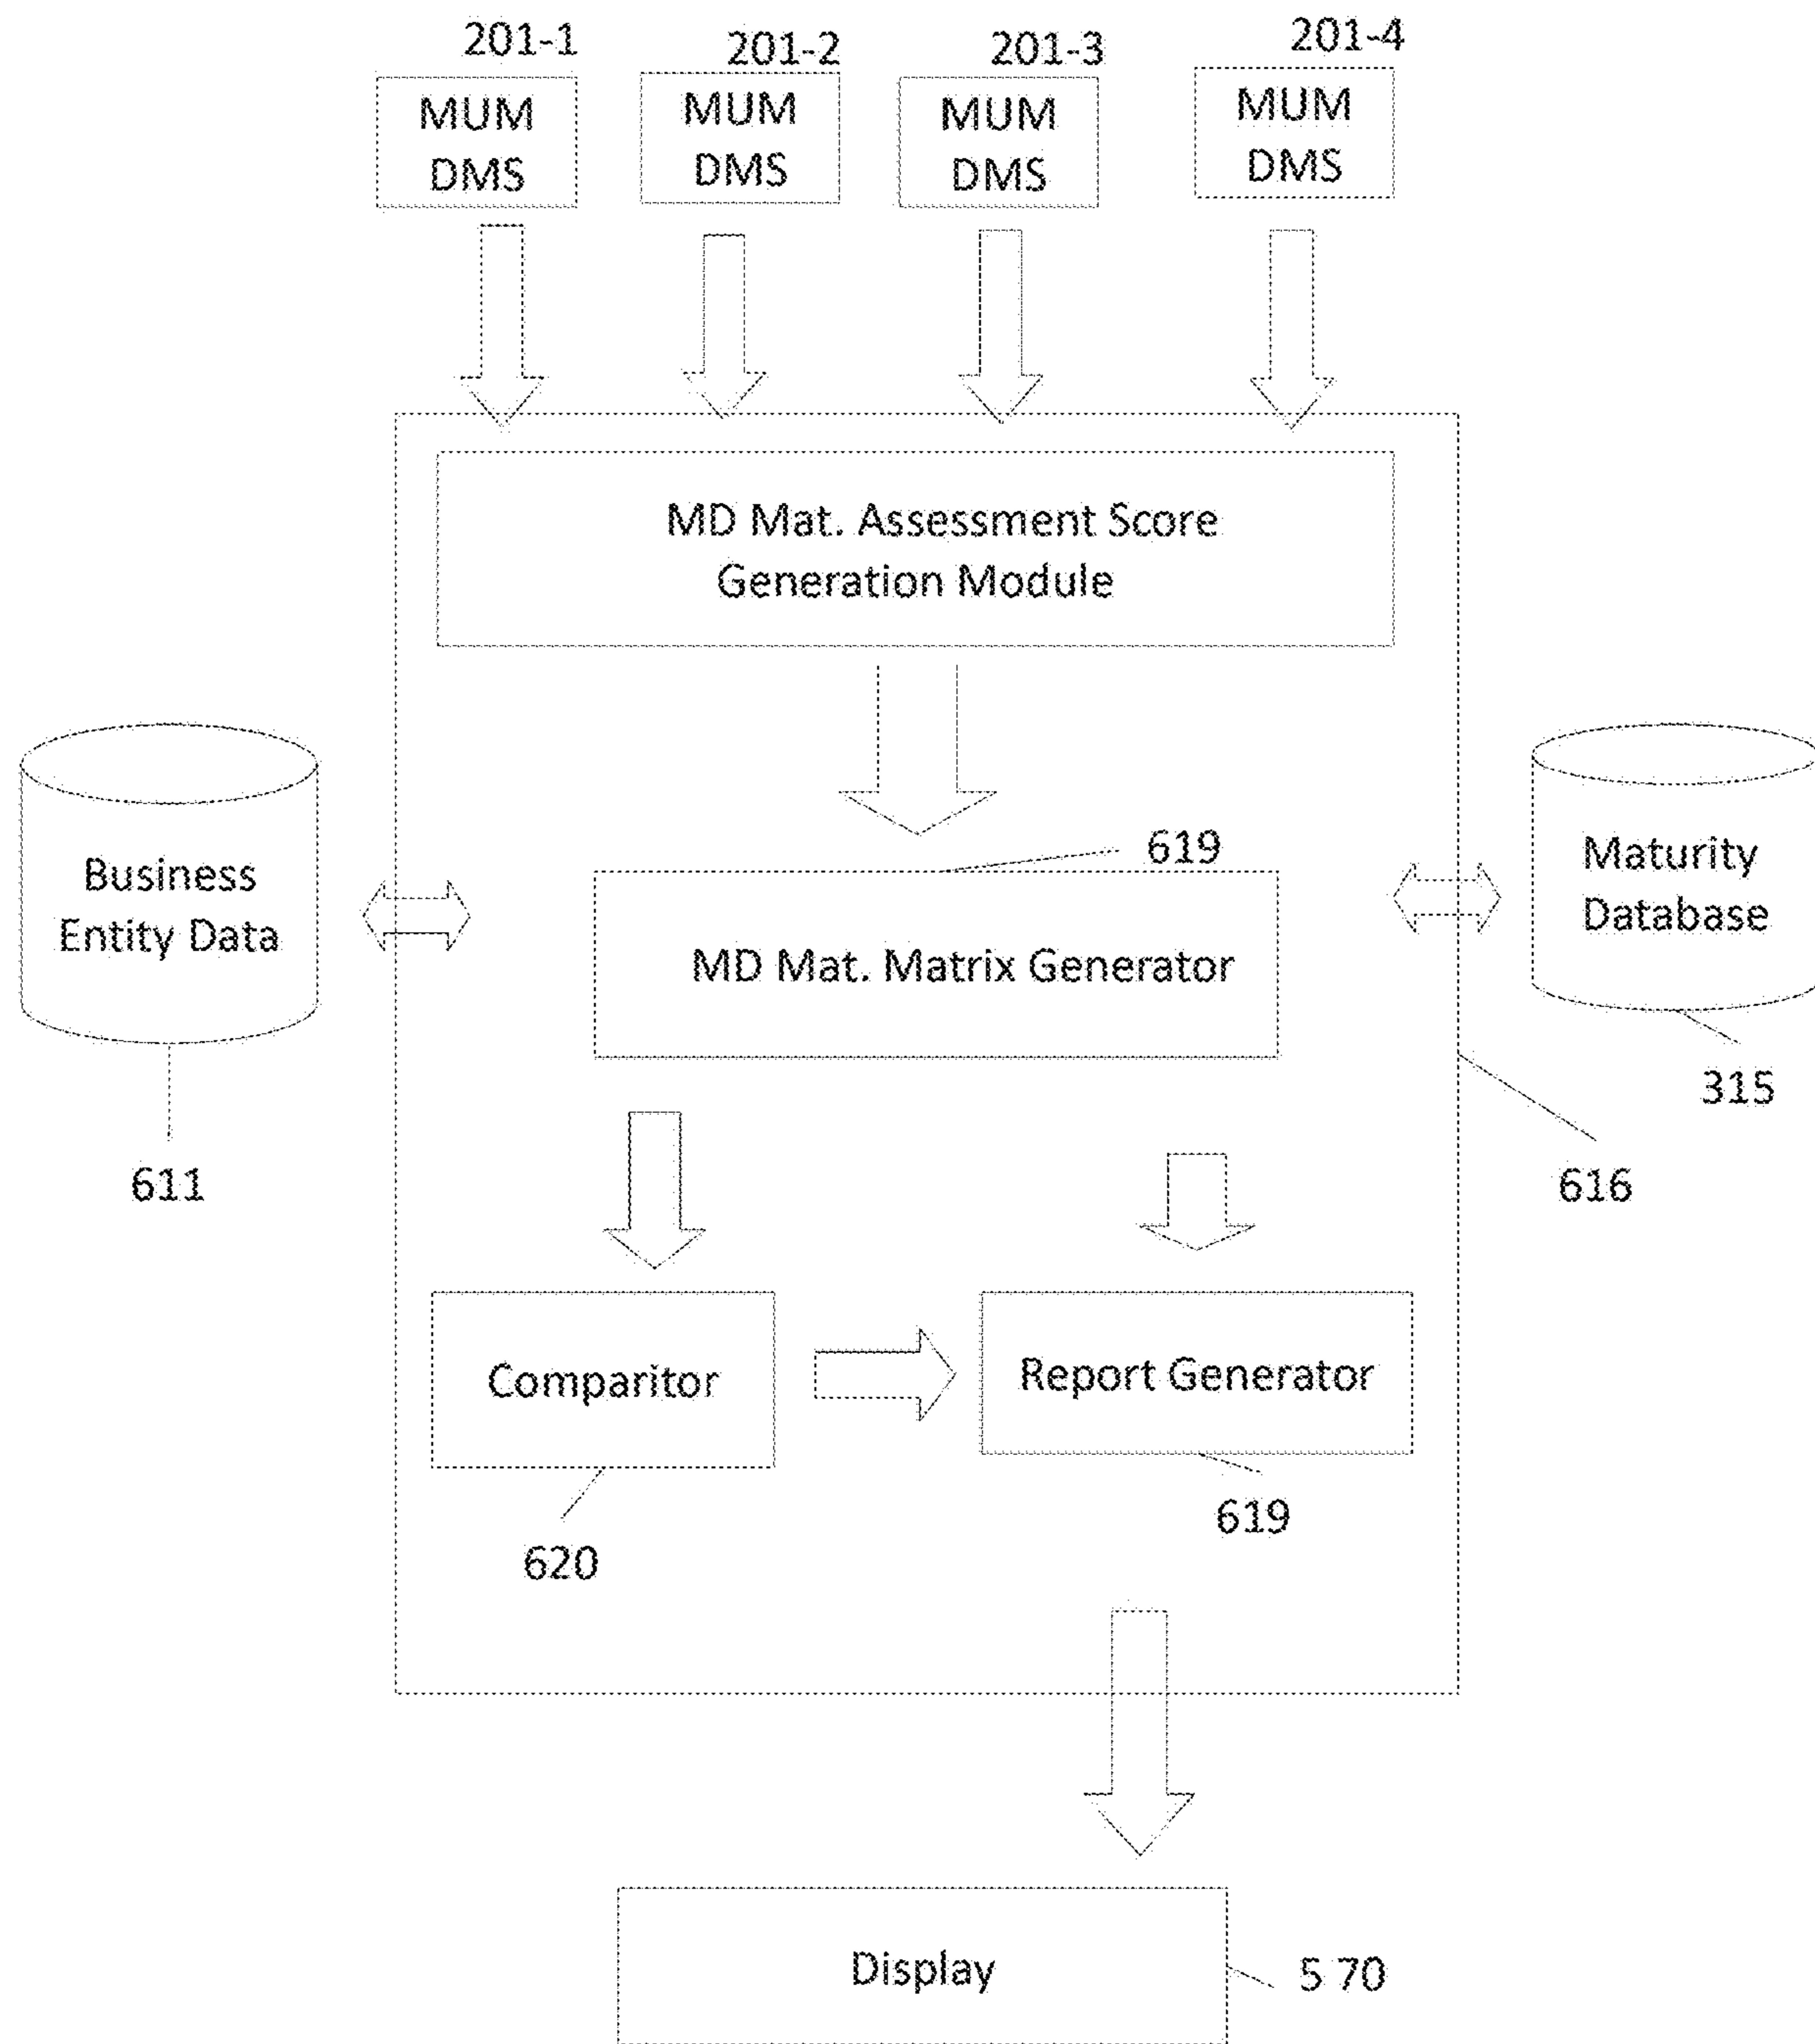 201-1
201-2
201-3
201-4
MUM
DMS
MUM
DMS
MUM
DMS
MUM
DMS
MD Mat. Assessment Score
Generation Module
619
Business
Entity Data
Maturity
Database
MD Mat. Matrix Generator
315
611
616
Comparitor
Report Generator
619
620
Display
5 70